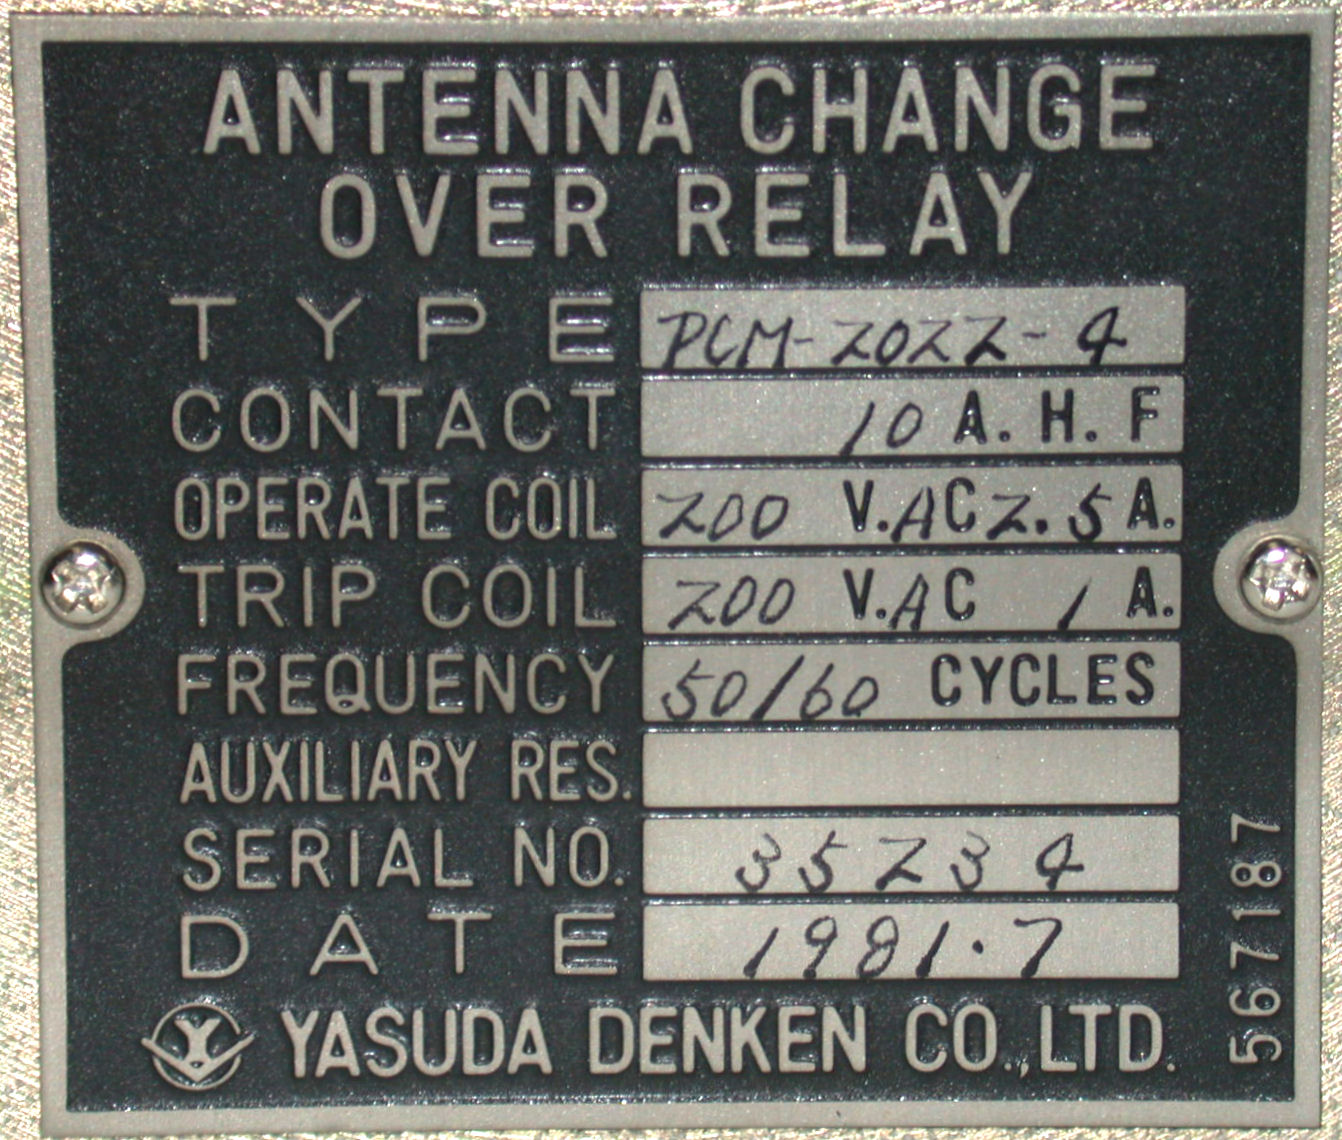 ANTENNA CHANGE
OVER RELAY
TYPE PCM-2022-4
CONTACT 10 A. H. F
OPERATE COIL 200 V. AC 2.5 A.
TRIP COIL 200 V. AC 1 A.
FREQUENCY 50/60 CYCLES
AUXILIARY RES.
SERIAL NO. 35234
DATE 1981.7
YASUDA DENKEN CO., LTD.
567187